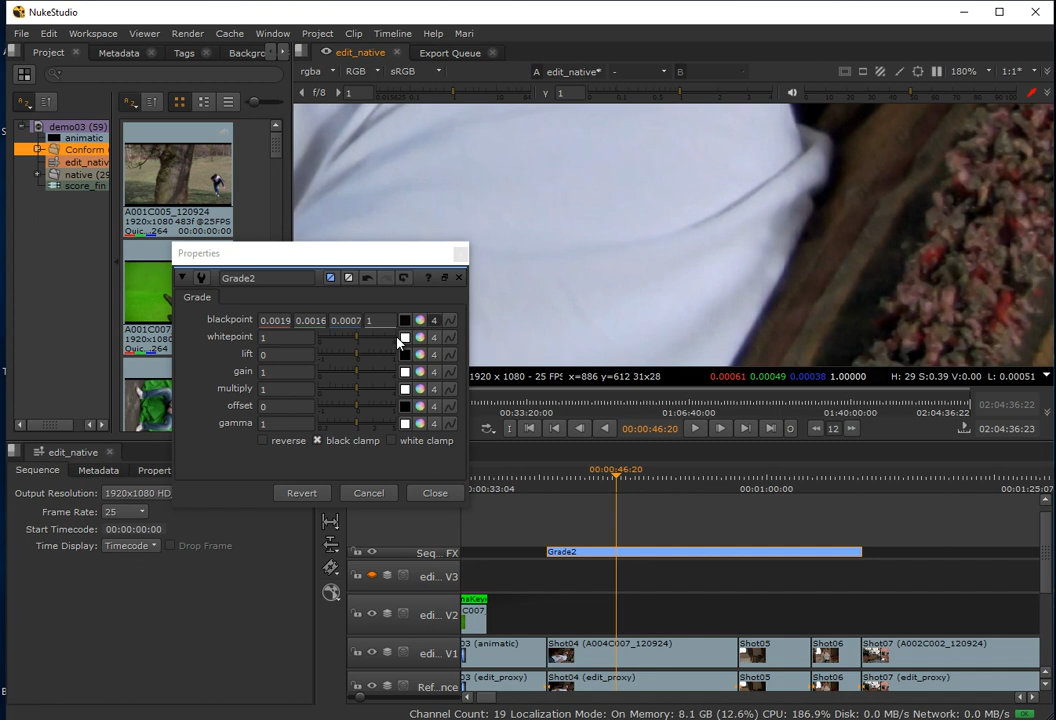 NukeStudio
File Edit Workspace Viewer Render Cache Window Project Clip Timeline Help Mari
Project Metadata Tags Backgro
edit_native Export Queue
rgba RGB sRGB A edit_native* - B 180% 1:1*
f/8 1 Y 1
demo03 (59)
animatic
Conform
edit_nativ
native (29
score_fin
A001C005_120924
1920x1080 483f @25FPS
Quic...264 00:00:00:00
A001C007
1920x108
Quic...264
Properties
Grade2
Grade
blackpoint 0.0019 0.0016 0.0007 1 4
whitepoint 1 4
lift 0 4
gain 1 4
multiply 1 4
offset 0 4
gamma 1 4
reverse black clamp white clamp
Revert Cancel Close
1920 x 1080 - 25 FPS x=886 y=612 31x28 0.00061 0.00049 0.00038 1.00000 H: 29 S:0.39 V:0.00 L: 0.00051
00:33:20:00 01:06:40:00 01:40:00:00 02:04:36:22
02:04:36:22
I 00:00:46:20 O 12 02:04:36:23
edit_native
Sequence Metadata Propert
Output Resolution: 1920x1080 HD
Frame Rate: 25
Start Timecode: 00:00:00:00
Time Display: Timecode Drop Frame
00:00:46:20
00:33:04 00:01:00:00 00:01:25:07
Seq... FX Grade2
edi... V3
edi... V2
edi... V1 03 (animatic) Shot04 (A004C007_120924) Shot05 Shot06 Shot07 (A002C002_120924)
Ref...nce 03 (edit_proxy) Shot04 (edit_proxy) Shot05 Shot06 Shot07 (edit_proxy)
Channel Count: 19 Localization Mode: On Memory: 8.1 GB (12.6%) CPU: 186.9% Disk: 0.0 MB/s Network: 0.0 MB/s